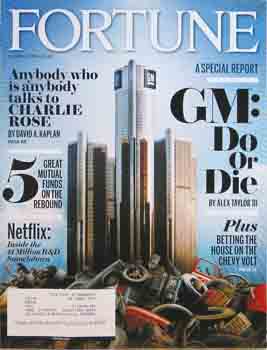 FORTUNE
A SPECIAL REPORT
Anybody who
is anybody
talks to
CHARLIE
ROSE
BY DAVID A. KAPLAN
GM
GM:
Do
Or
Die
BY ALEX TAYLOR III
5
GREAT
MUTUAL
FUNDS
ON THE
REBOUND
Netflix:
Inside the
$1 Million R&D
Smackdown
Plus
BETTING THE
HOUSE ON THE
CHEVY VOLT